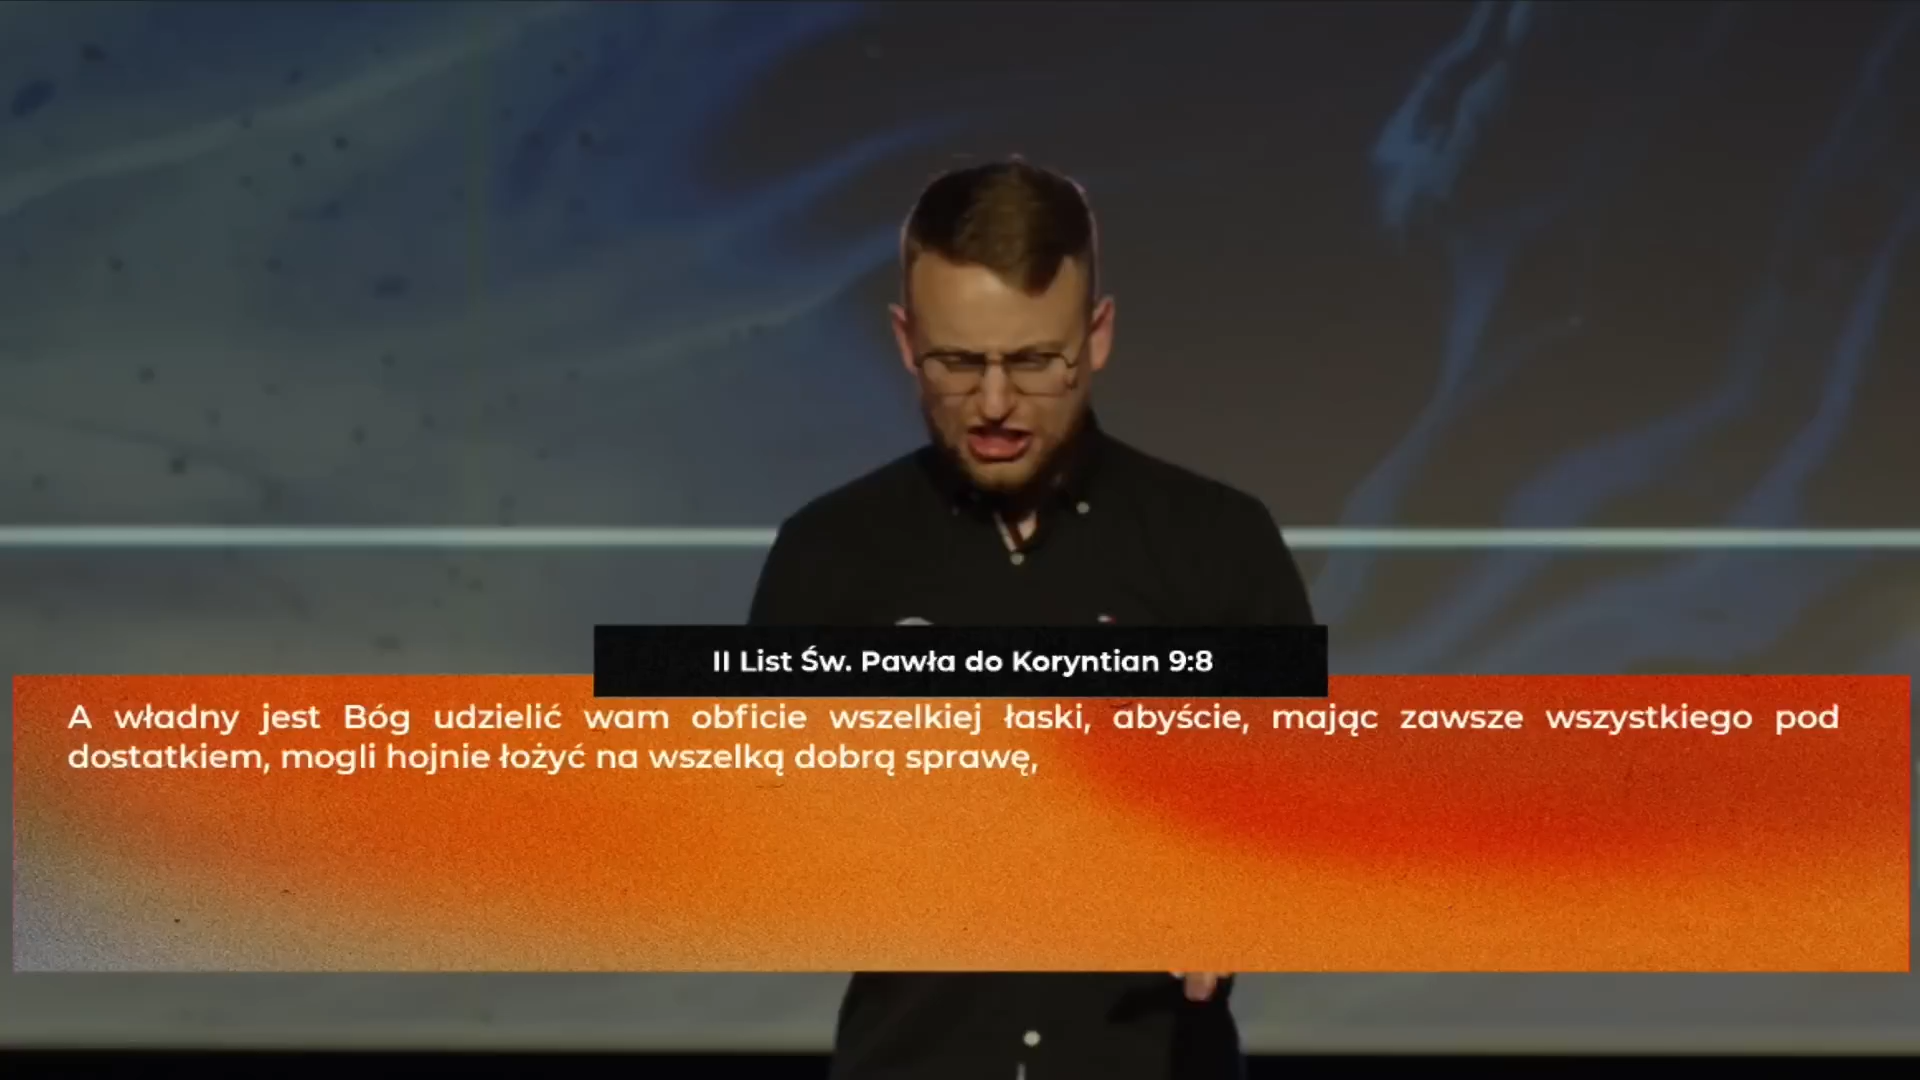 II List Św. Pawła do Koryntian 9:8
A władny jest Bóg udzielić wam obficie wszelkiej łaski, abyście, mając zawsze wszystkiego pod
dostatkiem, mogli hojnie łożyć na wszelką dobrą sprawę,